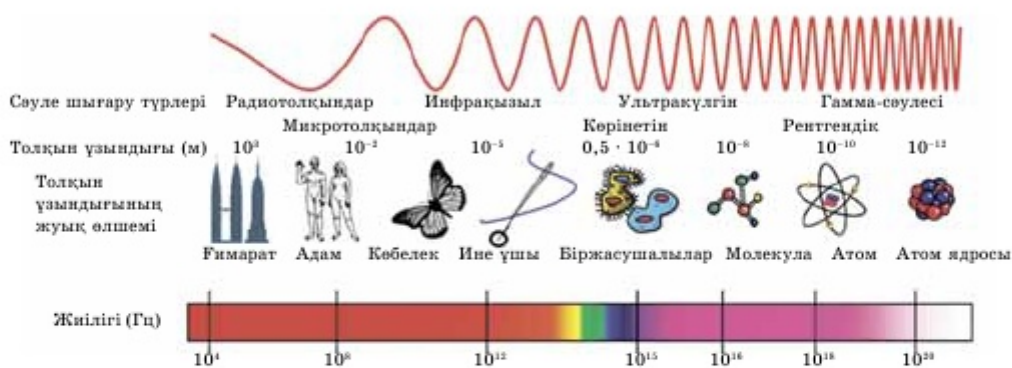 Сәуле шығару түрлері Радиотолқындар Инфрақызыл Ультракүлгін Гамма-сәулесі
Микротолқындар Көрінетін Рентгендік
Толқын ұзындығы (м) 10³ 10⁻² 10⁻⁵ 0,5 · 10⁻⁶ 10⁻⁸ 10⁻¹⁰ 10⁻¹²
Толқын
ұзындығының
жуық өлшемі
Ғимарат Адам Көбелек Ине ұшы Біржасушалылар Молекула Атом Атом ядросы
Жиілігі (Гц)
10⁴ 10⁸ 10¹² 10¹⁵ 10¹⁶ 10¹⁸ 10²⁰